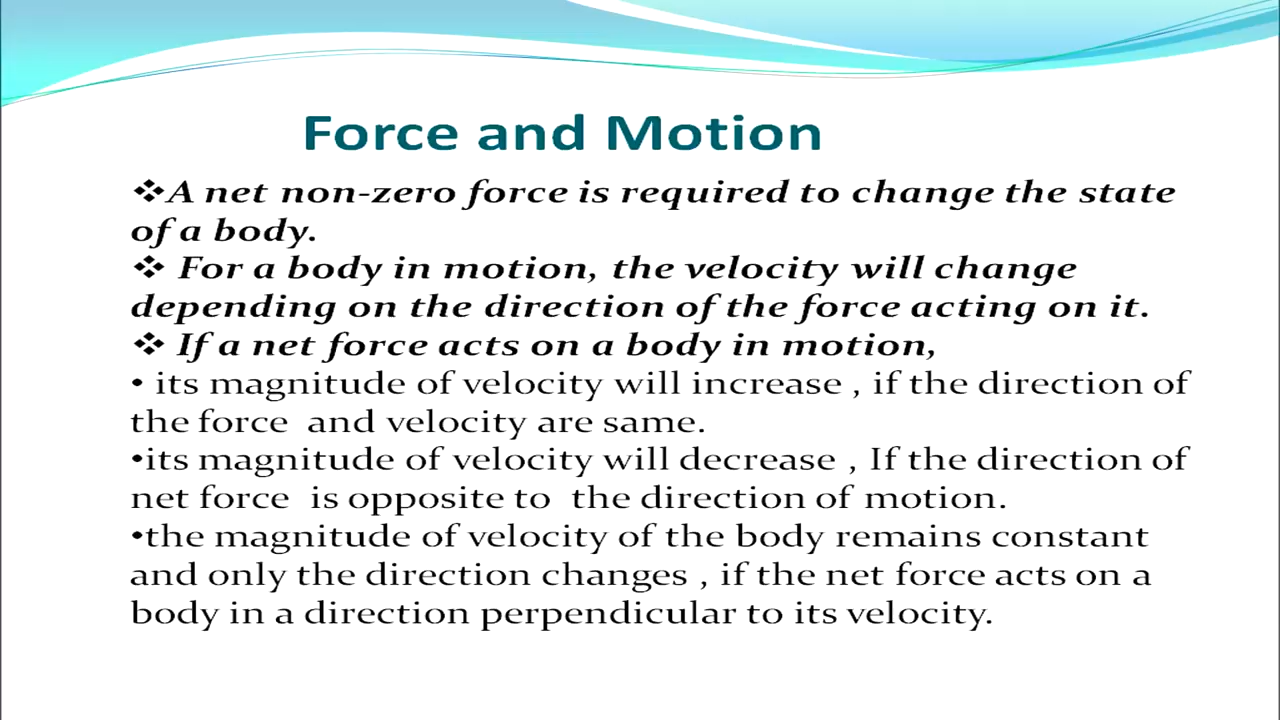 Force and Motion
❖A net non-zero force is required to change the state
of a body.
❖ For a body in motion, the velocity will change
depending on the direction of the force acting on it.
❖ If a net force acts on a body in motion,
• its magnitude of velocity will increase , if the direction of
the force  and velocity are same.
•its magnitude of velocity will decrease , If the direction of
net force  is opposite to  the direction of motion.
•the magnitude of velocity of the body remains constant
and only the direction changes , if the net force acts on a
body in a direction perpendicular to its velocity.